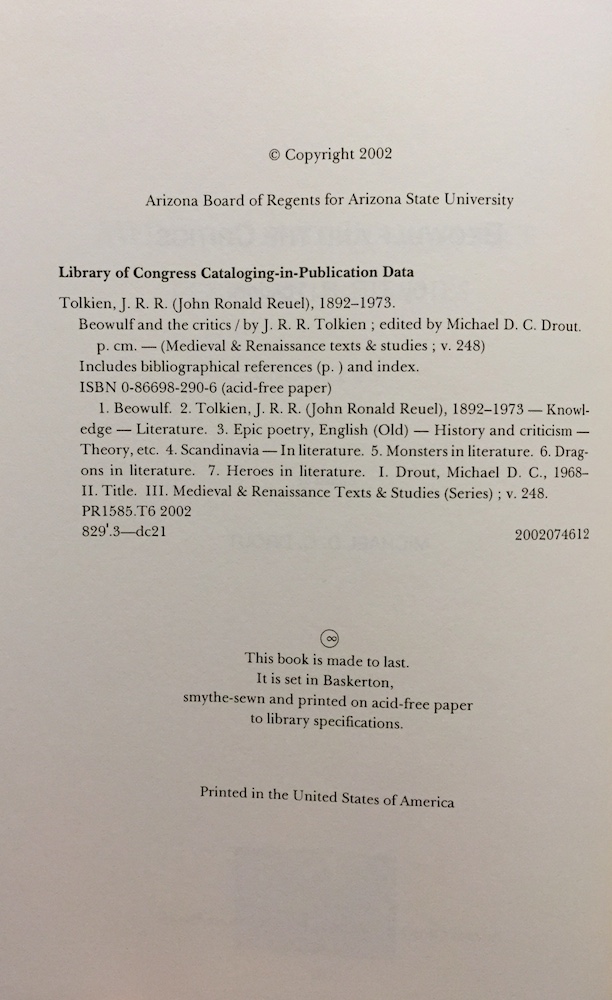 © Copyright 2002
Arizona Board of Regents for Arizona State University
Library of Congress Cataloging-in-Publication Data
Tolkien, J. R. R. (John Ronald Reuel), 1892–1973.
Beowulf and the critics / by J. R. R. Tolkien ; edited by Michael D. C. Drout.
p. cm. — (Medieval & Renaissance texts & studies ; v. 248)
Includes bibliographical references (p. ) and index.
ISBN 0-86698-290-6 (acid-free paper)
1. Beowulf. 2. Tolkien, J. R. R. (John Ronald Reuel), 1892–1973 — Knowl-
edge — Literature. 3. Epic poetry, English (Old) — History and criticism —
Theory, etc. 4. Scandinavia — In literature. 5. Monsters in literature. 6. Drag-
ons in literature. 7. Heroes in literature. I. Drout, Michael D. C., 1968–
II. Title. III. Medieval & Renaissance Texts & Studies (Series) ; v. 248.
PR1585.T6 2002
829'.3—dc21 2002074612
∞
This book is made to last.
It is set in Baskerton,
smythe-sewn and printed on acid-free paper
to library specifications.
Printed in the United States of America